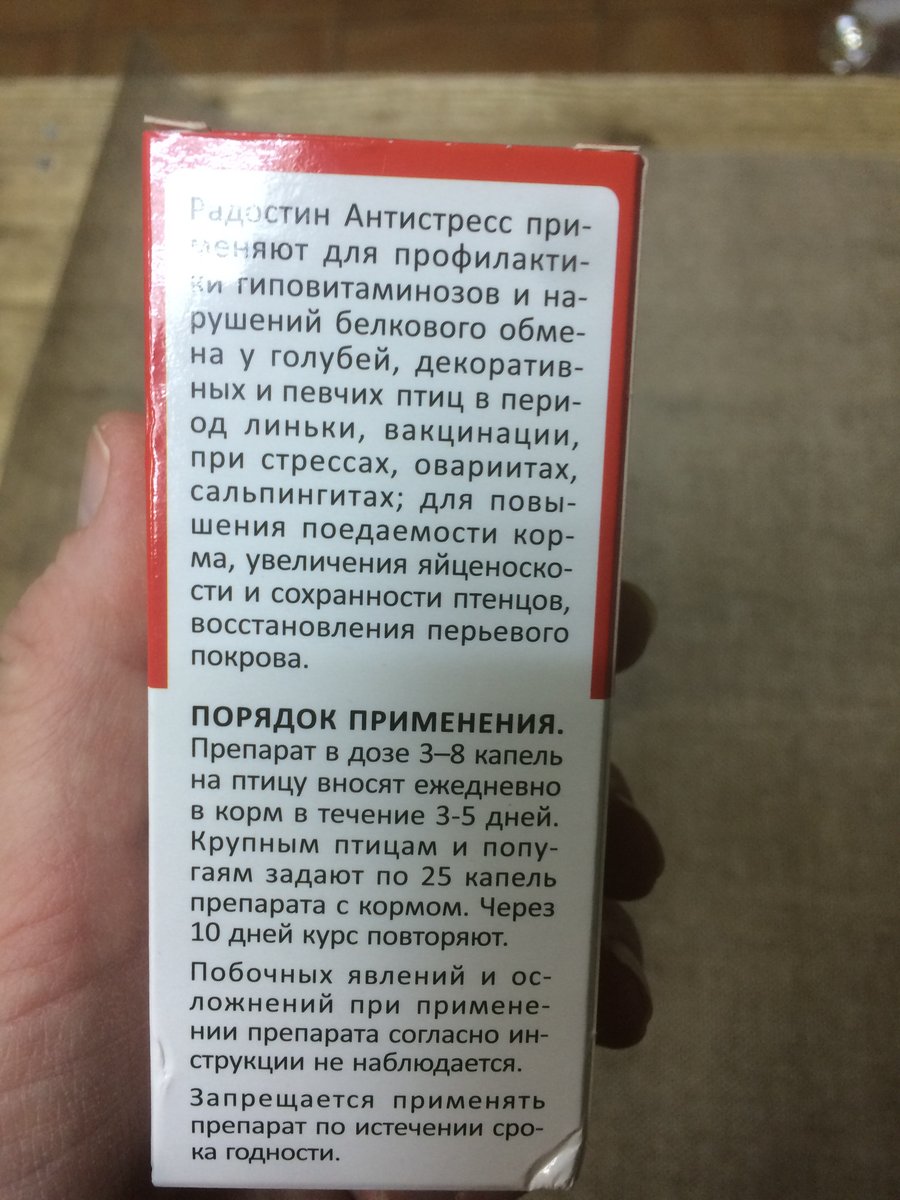 Радостин Антистресс при-
меняют для профилакти-
ки гиповитаминозов и на-
рушений белкового обме-
на у голубей, декоратив-
ных и певчих птиц в пери-
од линьки, вакцинации,
при стрессах, овариитах,
сальпингитах; для повы-
шения поедаемости кор-
ма, увеличения яйценоско-
сти и сохранности птенцов,
восстановления перьевого
покрова.
ПОРЯДОК ПРИМЕНЕНИЯ.
Препарат в дозе 3–8 капель
на птицу вносят ежедневно
в корм в течение 3-5 дней.
Крупным птицам и попу-
гаям задают по 25 капель
препарата с кормом. Через
10 дней курс повторяют.
Побочных явлений и ос-
ложнений при примене-
нии препарата согласно ин-
струкции не наблюдается.
Запрещается применять
препарат по истечении сро-
ка годности.